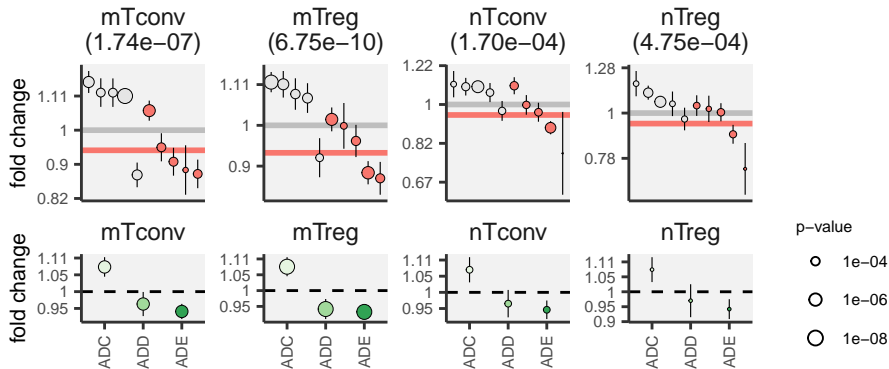 mTconv
(1.74e−07)
mTreg
(6.75e−10)
nTconv
(1.70e−04)
nTreg
(4.75e−04)
fold change
1.11
1
0.9
0.82
1.11
1
0.9
1.22
1
0.82
0.67
1.28
1
0.78
mTconv
mTreg
nTconv
nTreg
fold change
1.11
1.05
1
0.95
1.11
1.05
1
0.95
1.11
1.05
1
0.95
1.11
1.05
1
0.95
0.9
ADC
ADD
ADE
ADC
ADD
ADE
ADC
ADD
ADE
ADC
ADD
ADE
p−value
1e−04
1e−06
1e−08